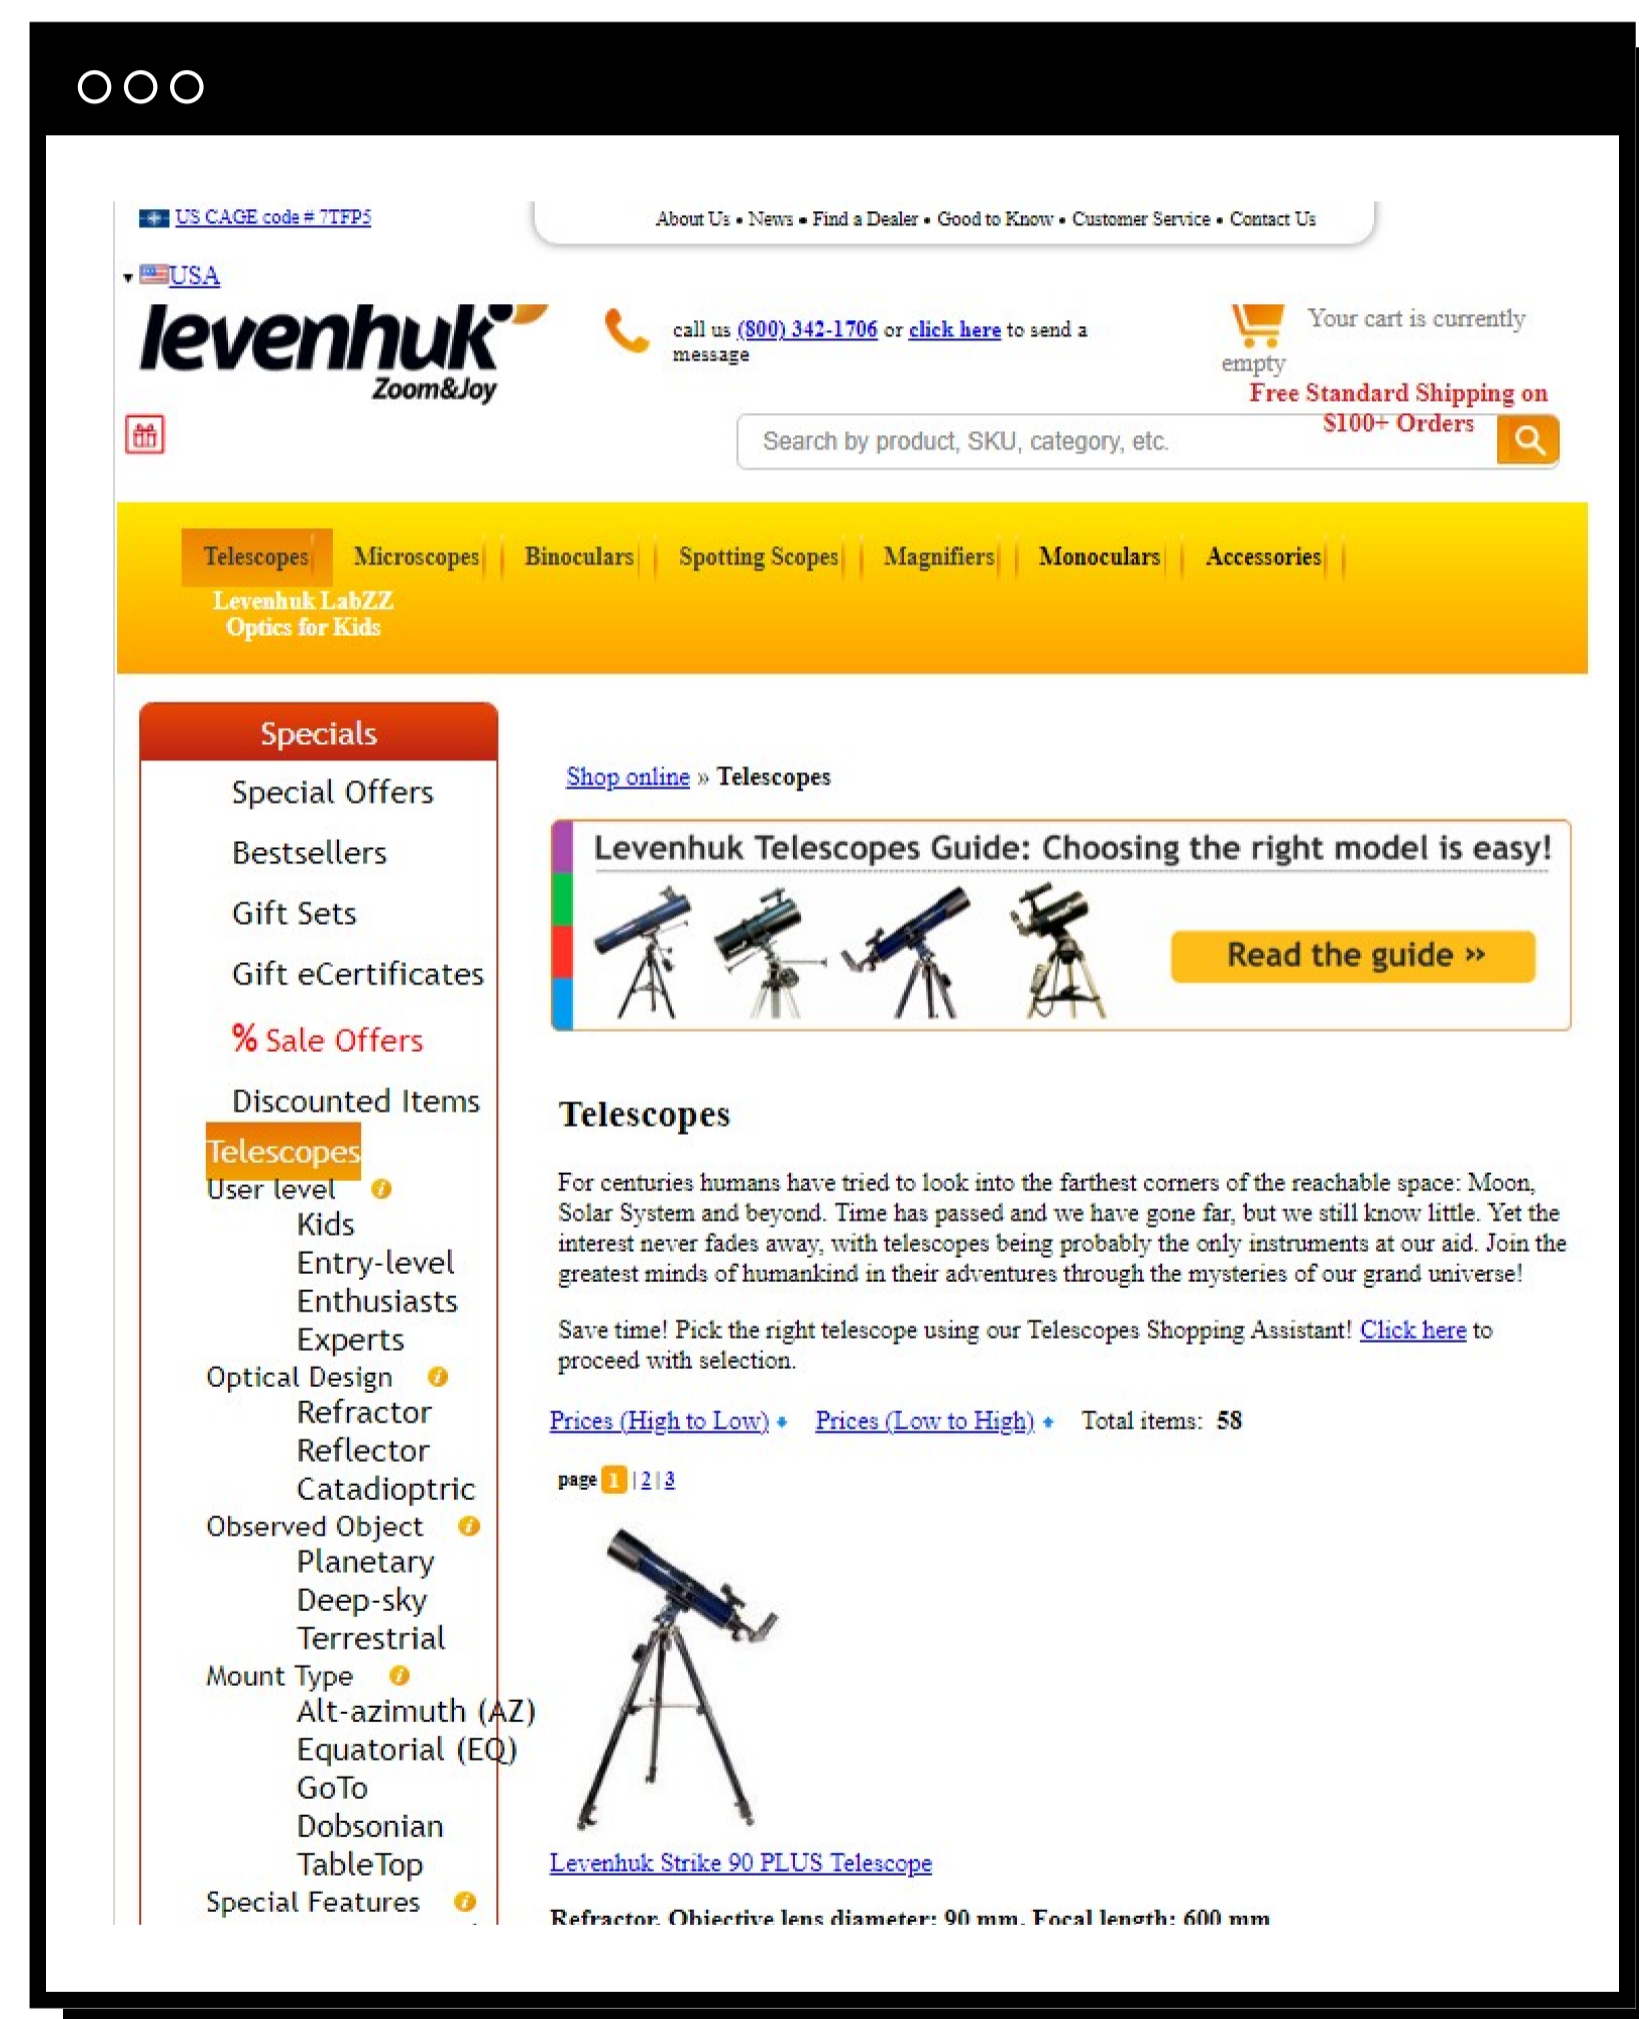 US CAGE code # 7TFP5
About Us • News • Find a Dealer • Good to Know • Customer Service • Contact Us
USA
levenhuk
Zoom&Joy
call us (800) 342-1706 or click here to send a
message
Your cart is currently
empty
Free Standard Shipping on
$100+ Orders
Search by product, SKU, category, etc.
Telescopes Microscopes Binoculars Spotting Scopes Magnifiers Monoculars Accessories
Levenhuk LabZZ
Optics for Kids
Specials
Special Offers
Bestsellers
Gift Sets
Gift eCertificates
% Sale Offers
Discounted Items
Telescopes
User level
Kids
Entry-level
Enthusiasts
Experts
Optical Design
Refractor
Reflector
Catadioptric
Observed Object
Planetary
Deep-sky
Terrestrial
Mount Type
Alt-azimuth (AZ)
Equatorial (EQ)
GoTo
Dobsonian
TableTop
Special Features
Shop online » Telescopes
Levenhuk Telescopes Guide: Choosing the right model is easy!
Read the guide »
Telescopes
For centuries humans have tried to look into the farthest corners of the reachable space: Moon,
Solar System and beyond. Time has passed and we have gone far, but we still know little. Yet the
interest never fades away, with telescopes being probably the only instruments at our aid. Join the
greatest minds of humankind in their adventures through the mysteries of our grand universe!
Save time! Pick the right telescope using our Telescopes Shopping Assistant! Click here to
proceed with selection.
Prices (High to Low) Prices (Low to High) Total items: 58
page 1 | 2 | 3
Levenhuk Strike 90 PLUS Telescope
Refractor. Objective lens diameter: 90 mm. Focal length: 600 mm